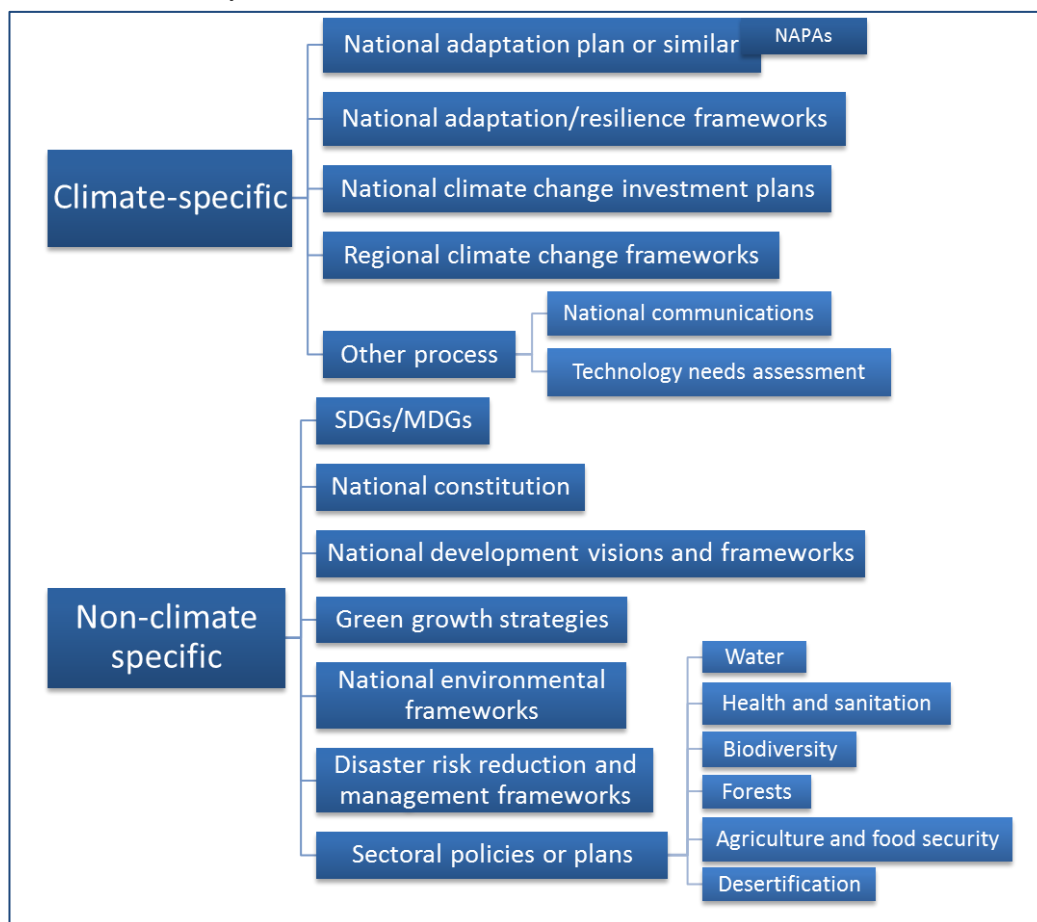 National adaptation plan or similar
NAPAs
National adaptation/resilience frameworks
Climate-specific
National climate change investment plans
Regional climate change frameworks
National communications
Other process
Technology needs assessment
SDGs/MDGs
National constitution
National development visions and frameworks
Non-climate
specific
Green growth strategies
National environmental
frameworks
Disaster risk reduction and
management frameworks
Sectoral policies or plans
Water
Health and sanitation
Biodiversity
Forests
Agriculture and food security
Desertification